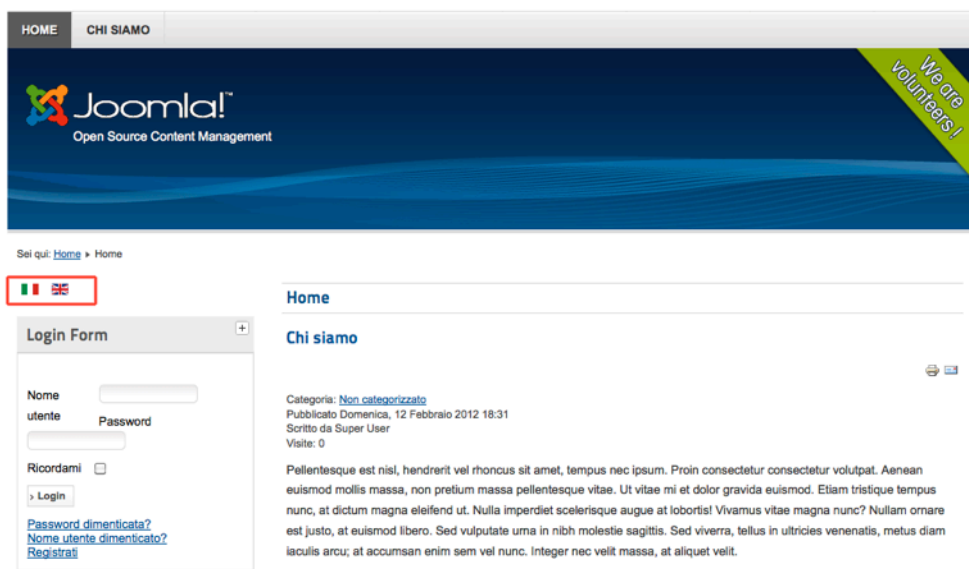 HOME CHI SIAMO
We are
volunteers !
Joomla!™
Open Source Content Management
Sei qui: Home ▸ Home
Home
Login Form
Chi siamo
Nome
utente
Password
Ricordami
› Login
Password dimenticata?
Nome utente dimenticato?
Registrati
Categoria: Non categorizzato
Pubblicato Domenica, 12 Febbraio 2012 18:31
Scritto da Super User
Visite: 0
Pellentesque est nisl, hendrerit vel rhoncus sit amet, tempus nec ipsum. Proin consectetur consectetur volutpat. Aenean
euismod mollis massa, non pretium massa pellentesque vitae. Ut vitae mi et dolor gravida euismod. Etiam tristique tempus
nunc, at dictum magna eleifend ut. Nulla imperdiet scelerisque augue at lobortis! Vivamus vitae magna nunc? Nullam ornare
est justo, at euismod libero. Sed vulputate urna in nibh molestie sagittis. Sed viverra, tellus in ultricies venenatis, metus diam
iaculis arcu; at accumsan enim sem vel nunc. Integer nec velit massa, at aliquet velit.